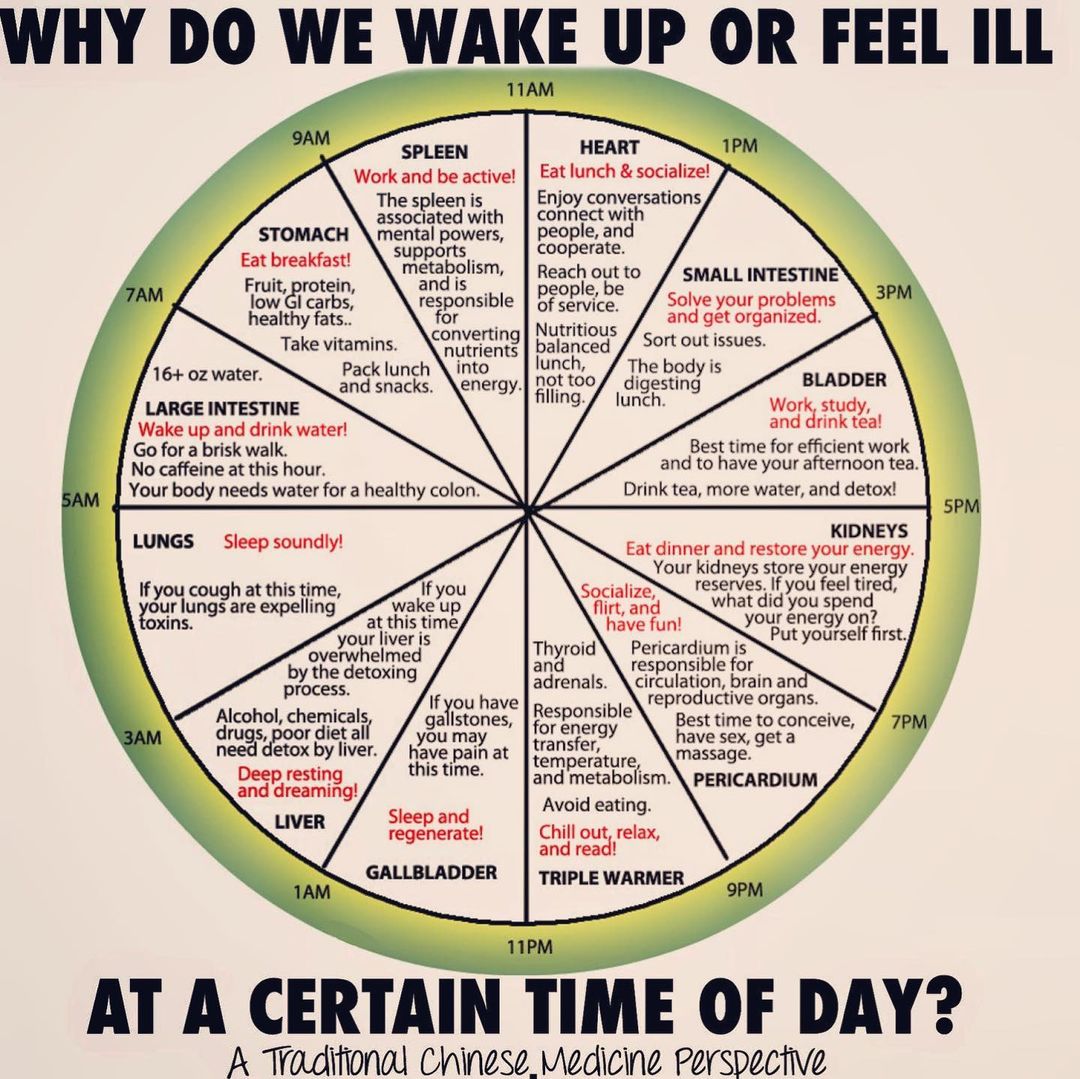 WHY DO WE WAKE UP OR FEEL ILL
11AM
HEART
Eat lunch & socialize!
Enjoy conversations
connect with
people, and
cooperate.
Reach out to
people, be
of service.
Nutritious
balanced
lunch,
not too
filling.
1PM
SMALL INTESTINE
Solve your problems
and get organized.
Sort out issues.
The body is
digesting
lunch.
3PM
BLADDER
Work, study,
and drink tea!
Best time for efficient work
and to have your afternoon tea.
Drink tea, more water, and detox!
5PM
KIDNEYS
Eat dinner and restore your energy.
Your kidneys store your energy
reserves. If you feel tired,
what did you spend
your energy on?
Put yourself first.
7PM
Socialize,
flirt, and
have fun!
Pericardium is
responsible for
circulation, brain and
reproductive organs.
Best time to conceive,
have sex, get a
massage.
PERICARDIUM
9PM
Thyroid
and
adrenals.
Responsible
for energy
transfer,
temperature,
and metabolism.
Avoid eating.
Chill out, relax,
and read!
TRIPLE WARMER
11PM
If you have
gallstones,
you may
have pain at
this time.
Sleep and
regenerate!
GALLBLADDER
1AM
If you
wake up
at this time
your liver is
overwhelmed
by the detoxing
process.
Alcohol, chemicals,
drugs, poor diet all
need detox by liver.
Deep resting
and dreaming!
LIVER
3AM
LUNGS
Sleep soundly!
If you cough at this time,
your lungs are expelling
toxins.
5AM
16+ oz water.
LARGE INTESTINE
Wake up and drink water!
Go for a brisk walk.
No caffeine at this hour.
Your body needs water for a healthy colon.
7AM
STOMACH
Eat breakfast!
Fruit, protein,
low GI carbs,
healthy fats..
Take vitamins.
Pack lunch
and snacks.
9AM
SPLEEN
Work and be active!
The spleen is
associated with
mental powers,
supports
metabolism,
and is
responsible
for
converting
nutrients
into
energy.
AT A CERTAIN TIME OF DAY?
A Traditional Chinese Medicine Perspective